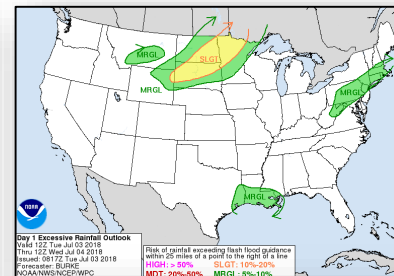 MRGL
SLGT
MRGL
MRGL
MRGL
NOAA
Day 1 Excessive Rainfall Outlook
Valid 12Z Tue Jul 03 2018
Thru 12Z Wed Jul 04 2018
Issued: 0817Z Tue Jul 03 2018
Forecaster: BURKE
NOAA/NWS/NCEP/WPC
Risk of rainfall exceeding flash flood guidance
within 25 miles of a point to the right of a line
HIGH: > 50% SLGT: 10%-20%
MDT: 20%-50% MRGL: 5%-10%